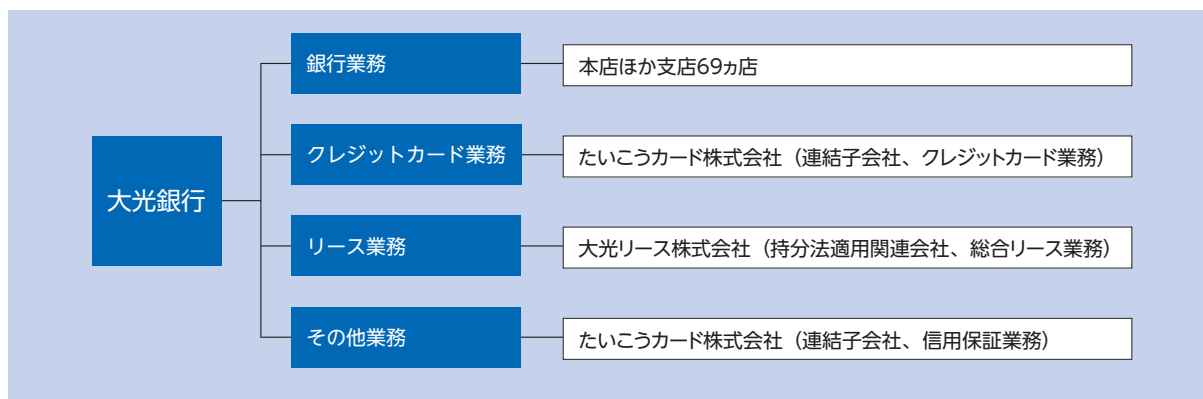 大光銀行
銀行業務
本店ほか支店69ヵ店
クレジットカード業務
たいこうカード株式会社（連結子会社、クレジットカード業務）
リース業務
大光リース株式会社（持分法適用関連会社、総合リース業務）
その他業務
たいこうカード株式会社（連結子会社、信用保証業務）